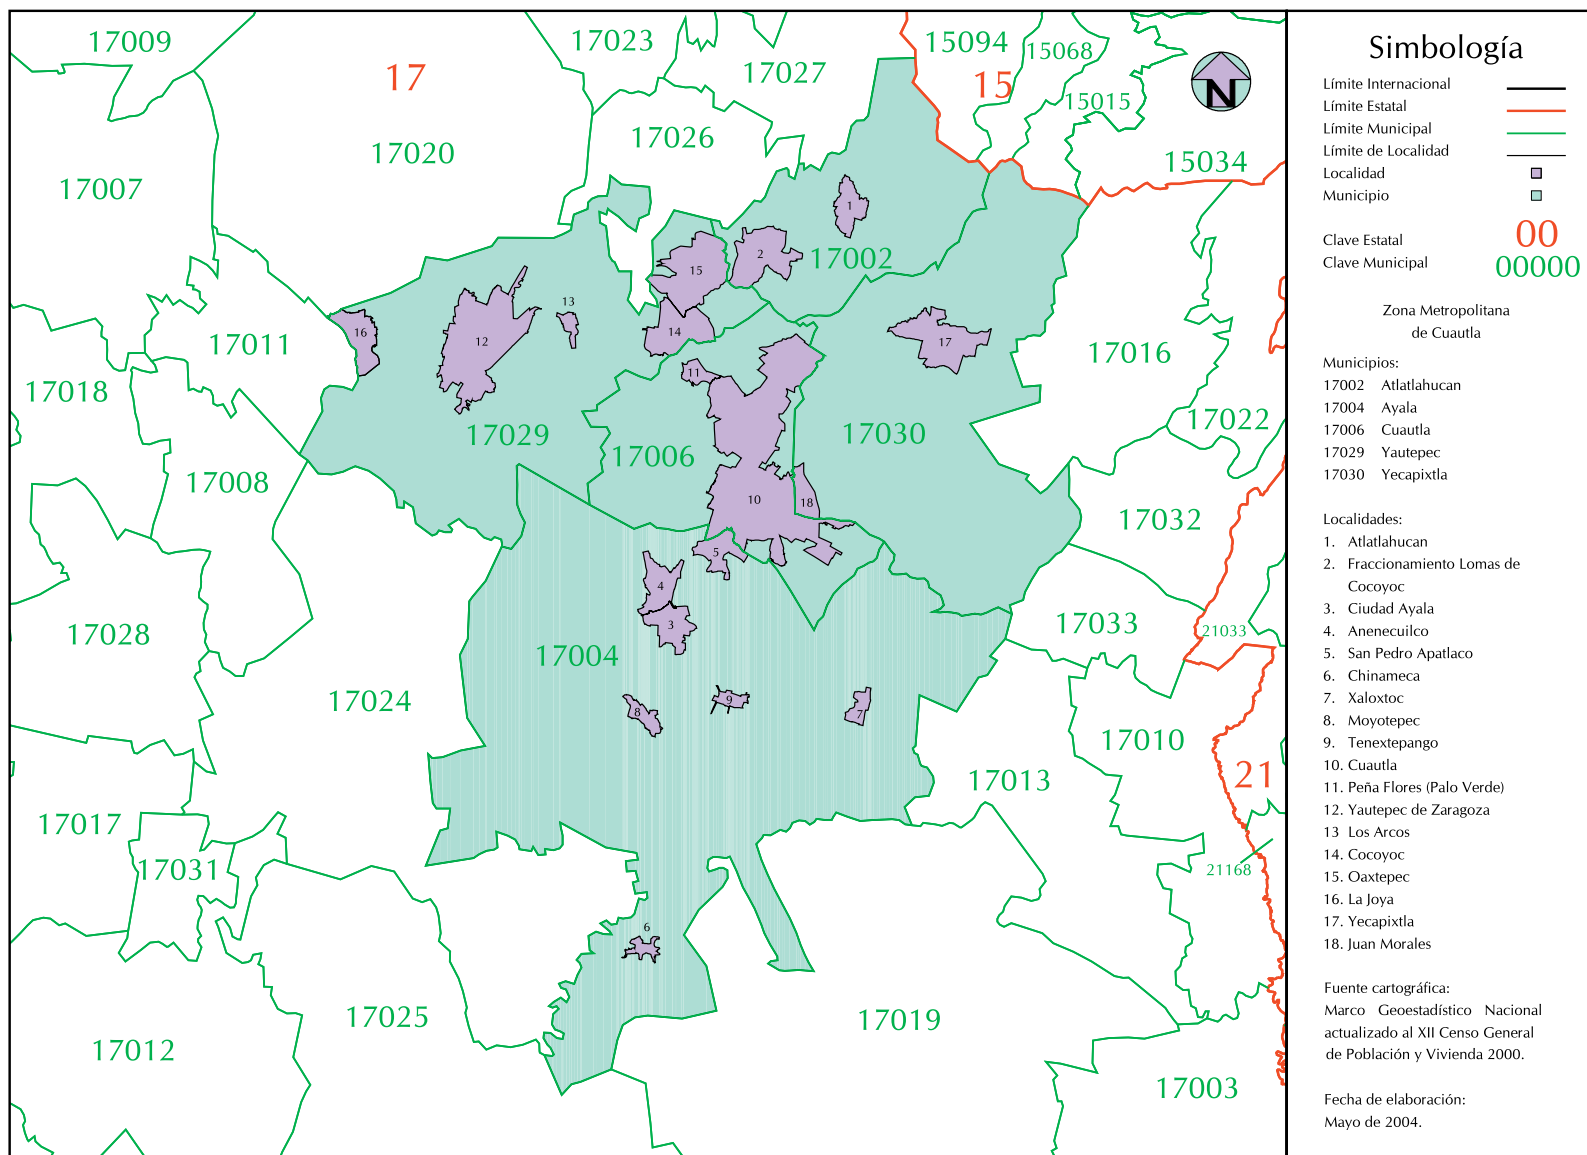 17009
17
17023
17027
15094
15068
15
15015
17026
17020
15034
17007
N
1
17002
2
15
13
14
16
12
17
17011
17016
11
17018
17022
17029
17006
17030
17008
10
18
17032
5
4
3
17028
17004
17033
21033
17024
8
9
7
17010
17013
21
17017
17031
21168
6
17025
17019
17012
17003
Simbología
Límite Internacional
Límite Estatal
Límite Municipal
Límite de Localidad
Localidad
Municipio
Clave Estatal 00
Clave Municipal 00000
Zona Metropolitana
de Cuautla
Municipios:
17002 Atlatlahucan
17004 Ayala
17006 Cuautla
17029 Yautepec
17030 Yecapixtla
Localidades:
1. Atlatlahucan
2. Fraccionamiento Lomas de
Cocoyoc
3. Ciudad Ayala
4. Anenecuilco
5. San Pedro Apatlaco
6. Chinameca
7. Xaloxtoc
8. Moyotepec
9. Tenextepango
10. Cuautla
11. Peña Flores (Palo Verde)
12. Yautepec de Zaragoza
13 Los Arcos
14. Cocoyoc
15. Oaxtepec
16. La Joya
17. Yecapixtla
18. Juan Morales
Fuente cartográfica:
Marco Geoestadístico Nacional
actualizado al XII Censo General
de Población y Vivienda 2000.
Fecha de elaboración:
Mayo de 2004.